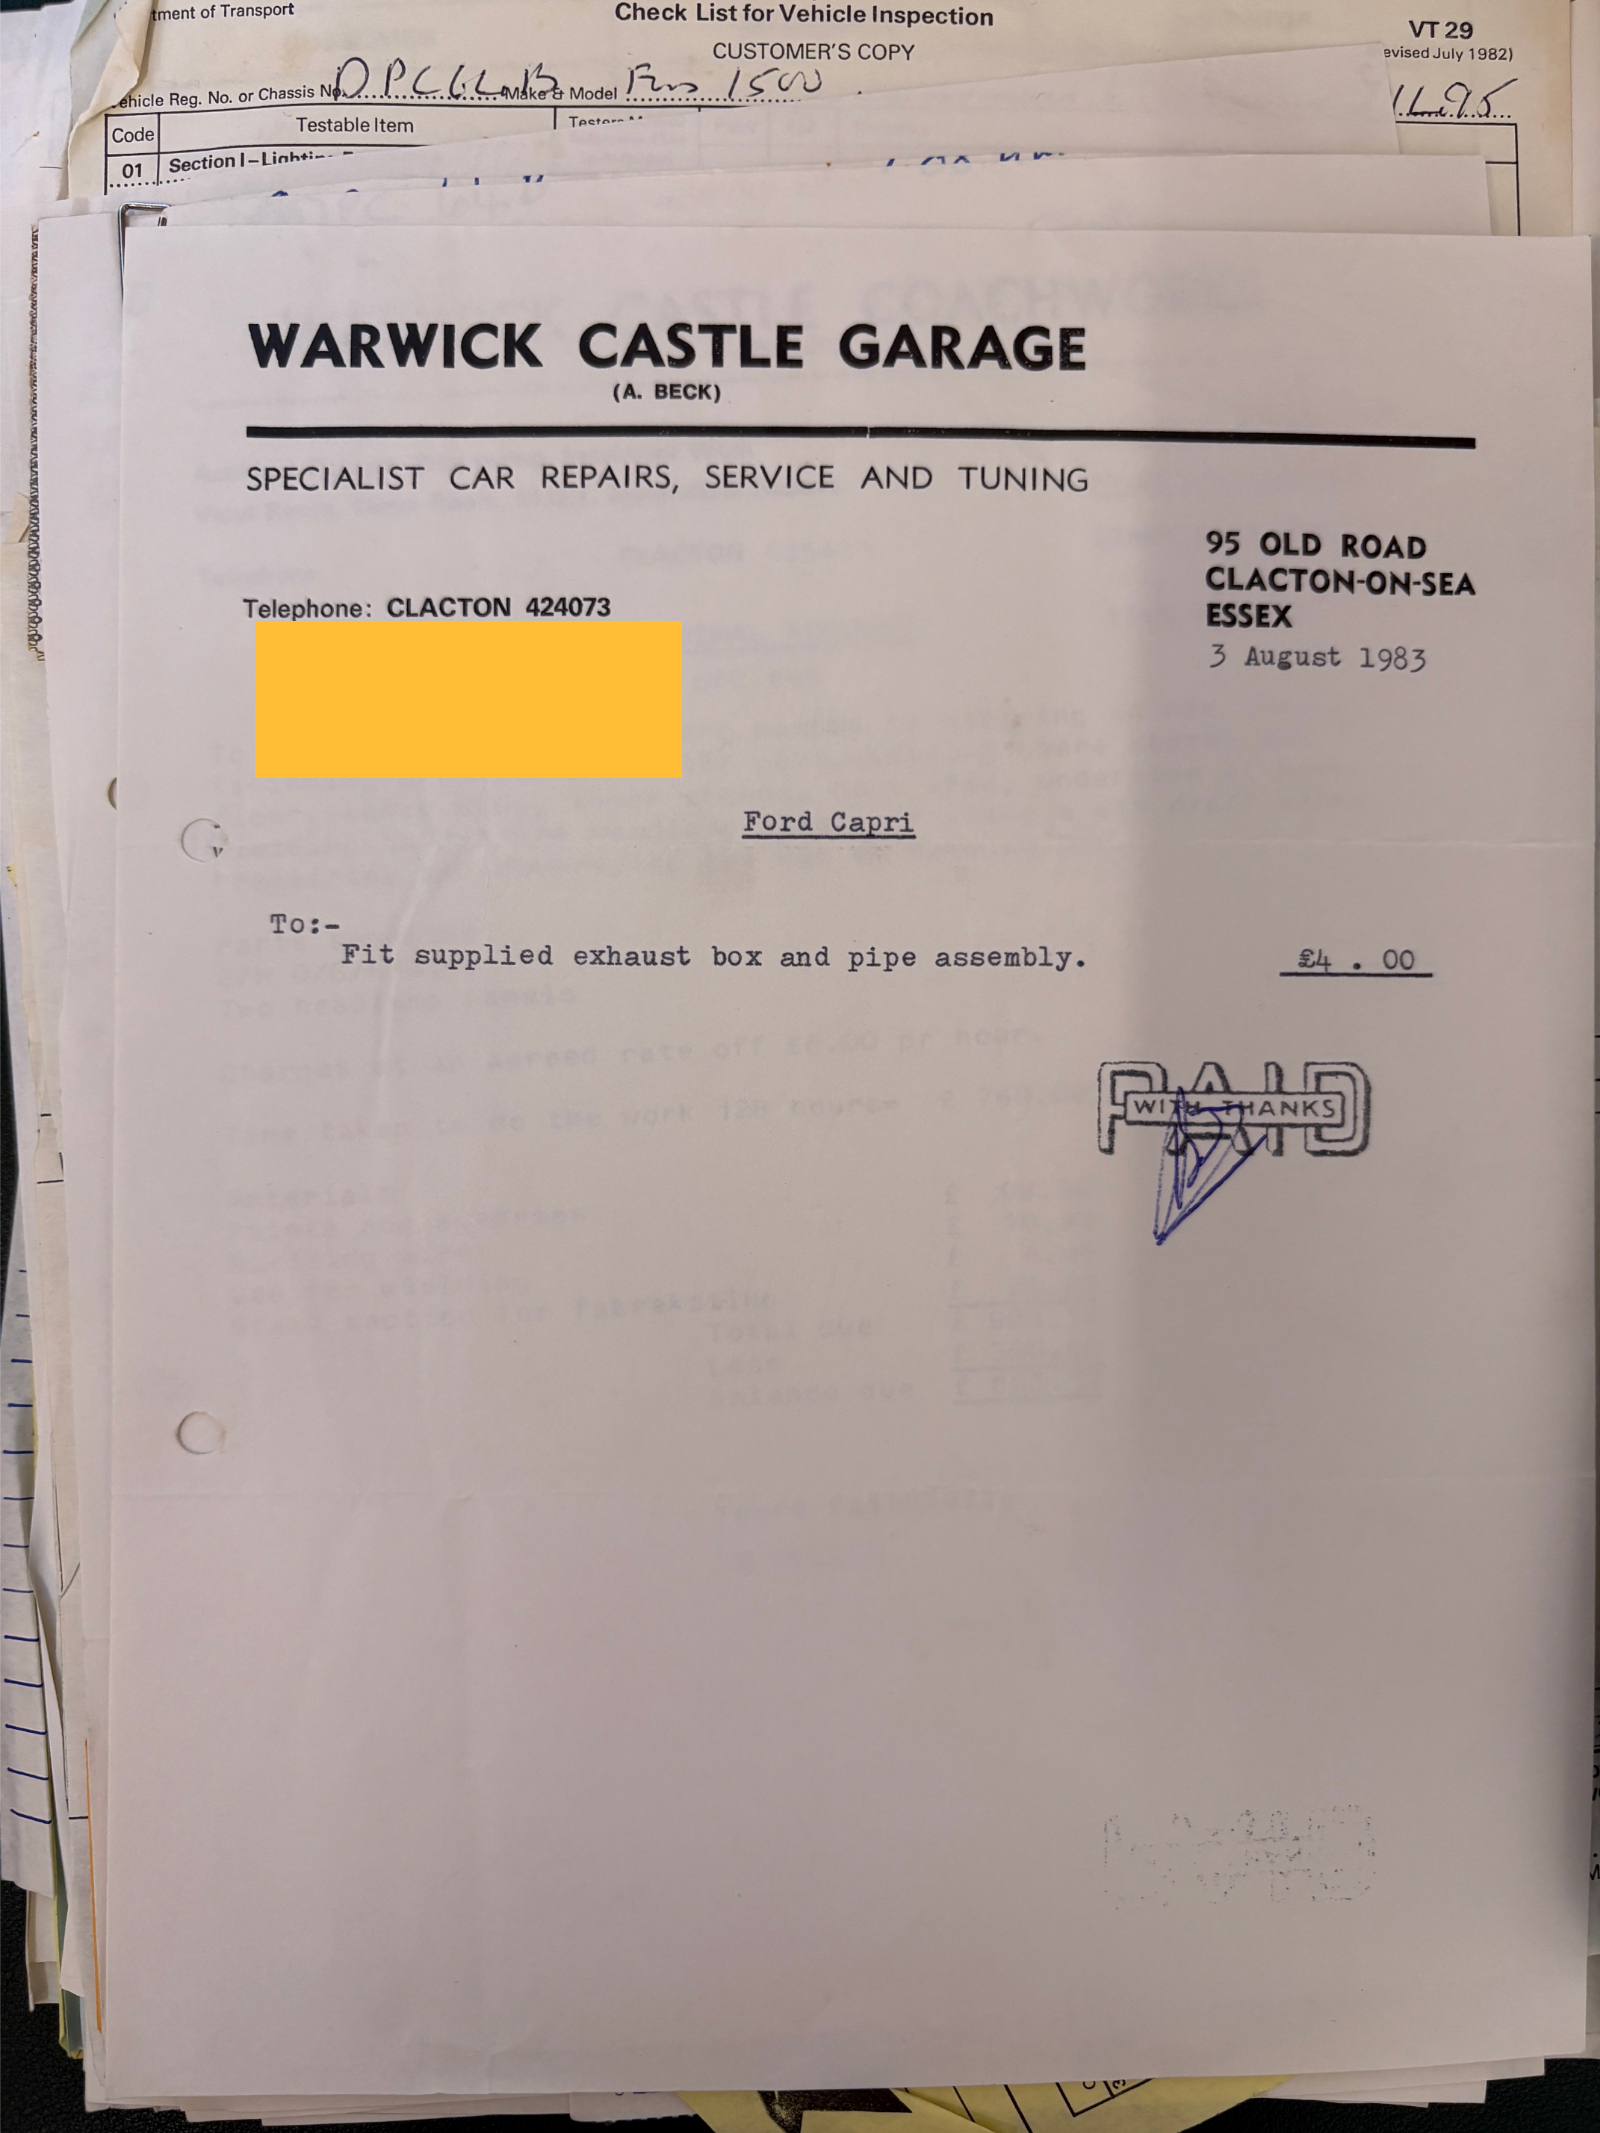 tment of Transport
Check List for Vehicle Inspection
VT 29
CUSTOMER'S COPY
evised July 1982)
ehicle Reg. No. or Chassis No. Make & Model 1500
Code Testable Item
01 Section I – Lighting
WARWICK CASTLE GARAGE
(A. BECK)
SPECIALIST CAR REPAIRS, SERVICE AND TUNING
95 OLD ROAD
CLACTON-ON-SEA
ESSEX
Telephone: CLACTON 424073
3 August 1983
Ford Capri
To:-
Fit supplied exhaust box and pipe assembly. £4 . 00
PAID
WITH THANKS